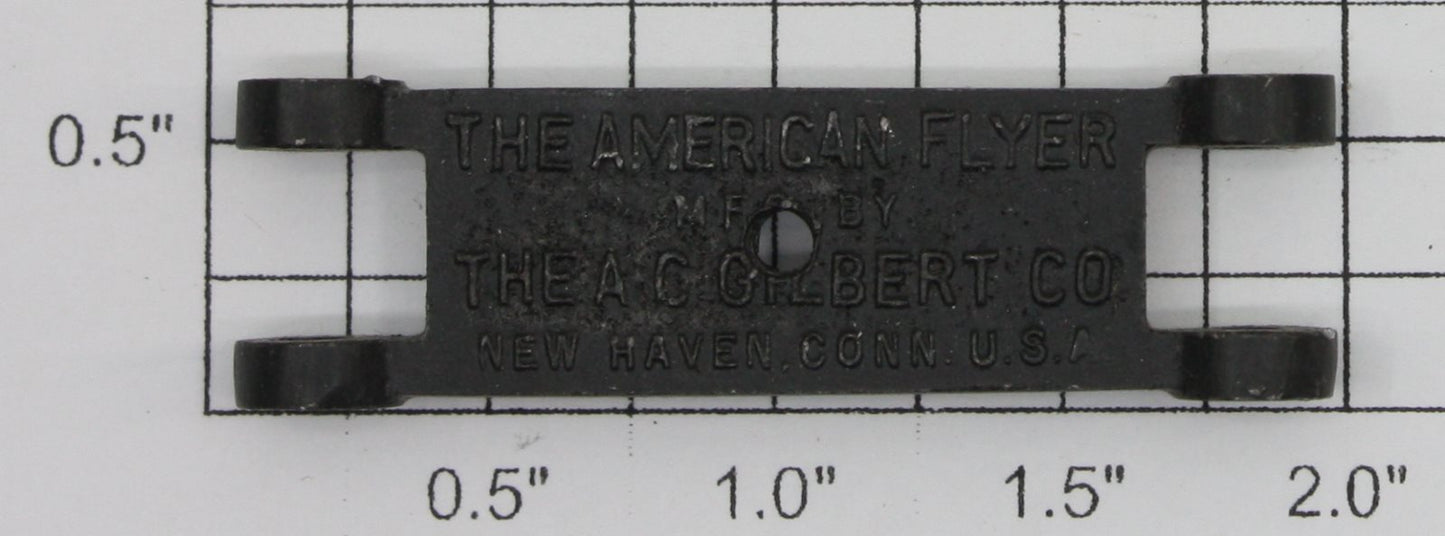 0.5"
THE AMERICAN FLYER
MFG. BY
THE A C GILBERT CO
NEW HAVEN, CONN. U.S.A
0.5" 1.0" 1.5" 2.0"